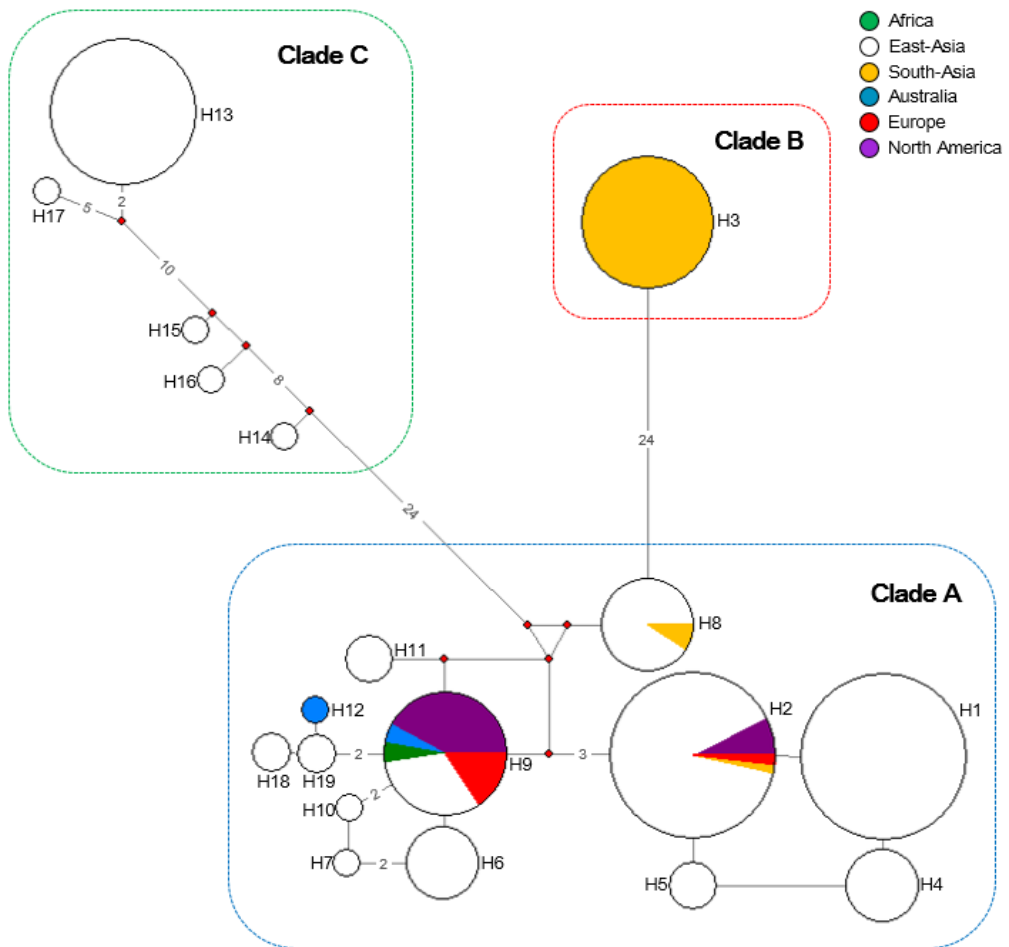 Clade C
Africa
East-Asia
South-Asia
Australia
Europe
North America
H13
Clade B
H17
5
2
H3
10
H15
H16
8
H14
24
24
Clade A
H8
H11
H12
H2
H1
H9
2
3
H18
H19
H10
2
H7
2
H6
H5
H4